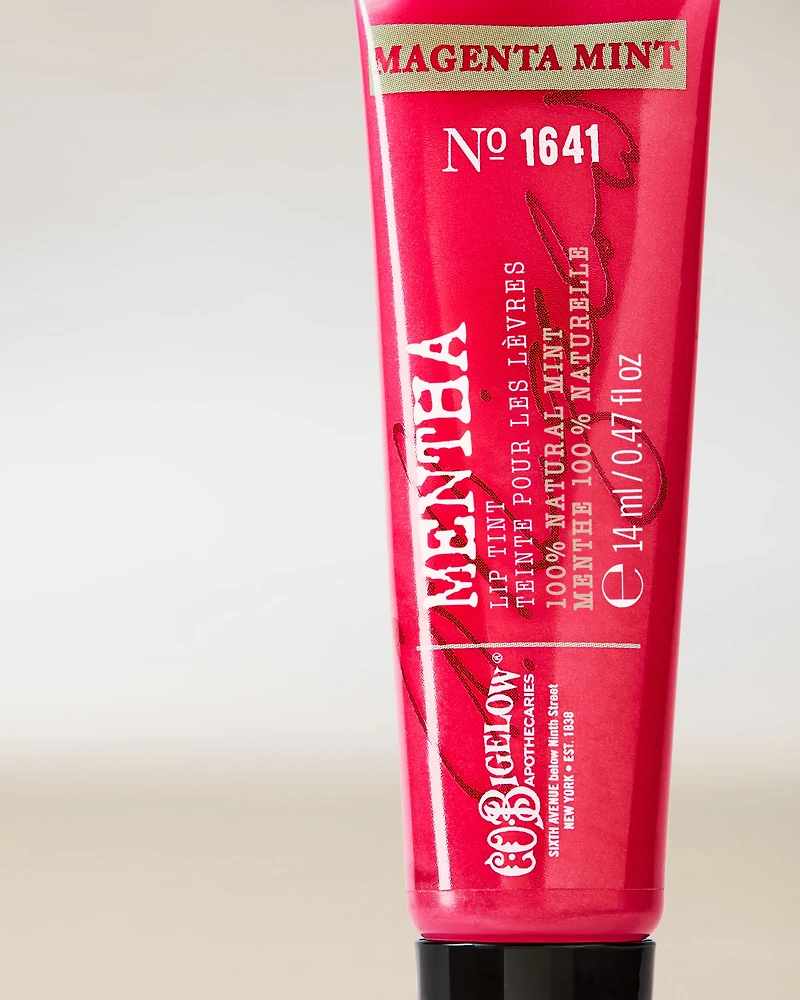 MAGENTA MINT
Nº 1641
MENTHA
LIP TINT
TEINTE POUR LES LÈVRES
100% NATURAL MINT
MENTHE 100% NATURELLE
℮ 14 ml/0.47 fl oz
C.O. BIGELOW®
APOTHECARIES
SIXTH AVENUE below Ninth Street
NEW YORK • EST. 1838